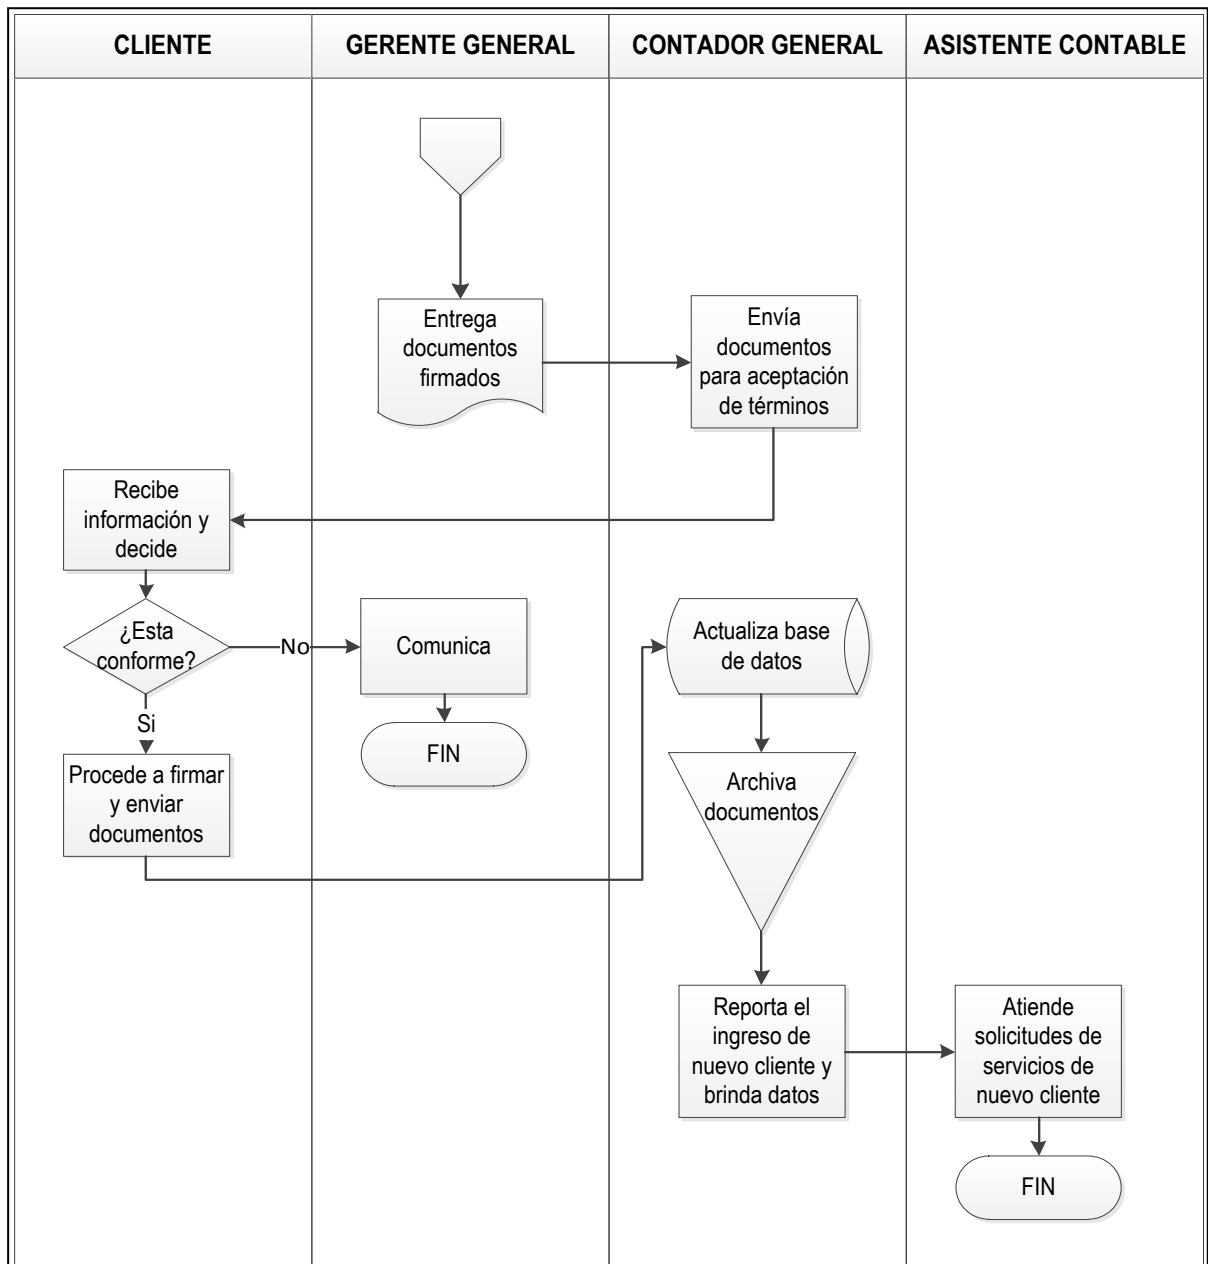 CLIENTE
GERENTE GENERAL
CONTADOR GENERAL
ASISTENTE CONTABLE
Entrega
documentos
firmados
Envía
documentos
para aceptación
de términos
Recibe
información y
decide
¿Esta
conforme?
No
Comunica
FIN
Si
Procede a firmar
y enviar
documentos
Actualiza base
de datos
Archiva
documentos
Reporta el
ingreso de
nuevo cliente y
brinda datos
Atiende
solicitudes de
servicios de
nuevo cliente
FIN